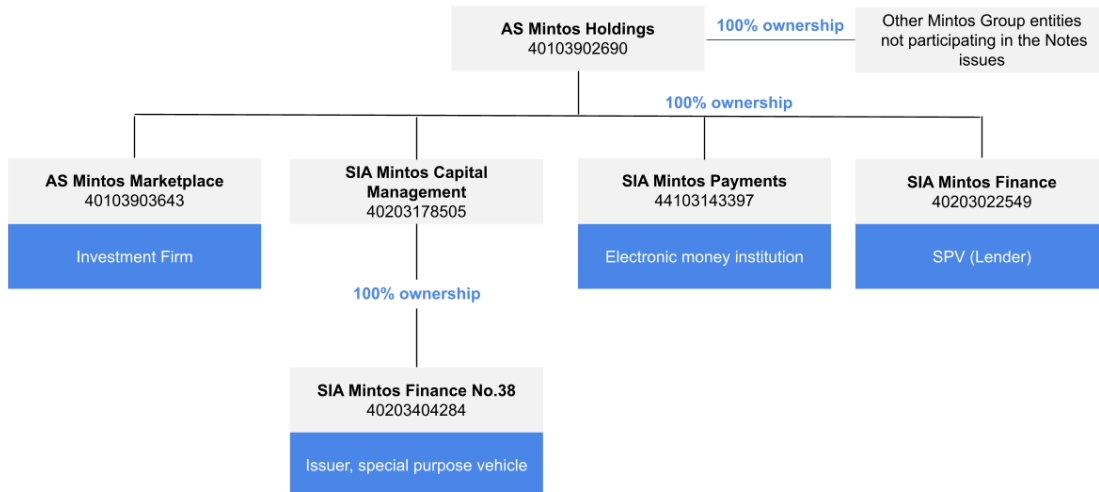 AS Mintos Holdings
40103902690
100% ownership
Other Mintos Group entities
not participating in the Notes
issues
100% ownership
AS Mintos Marketplace
40103903643
Investment Firm
SIA Mintos Capital
Management
40203178505
SIA Mintos Payments
44103143397
Electronic money institution
SIA Mintos Finance
40203022549
SPV (Lender)
100% ownership
SIA Mintos Finance No.38
40203404284
Issuer, special purpose vehicle